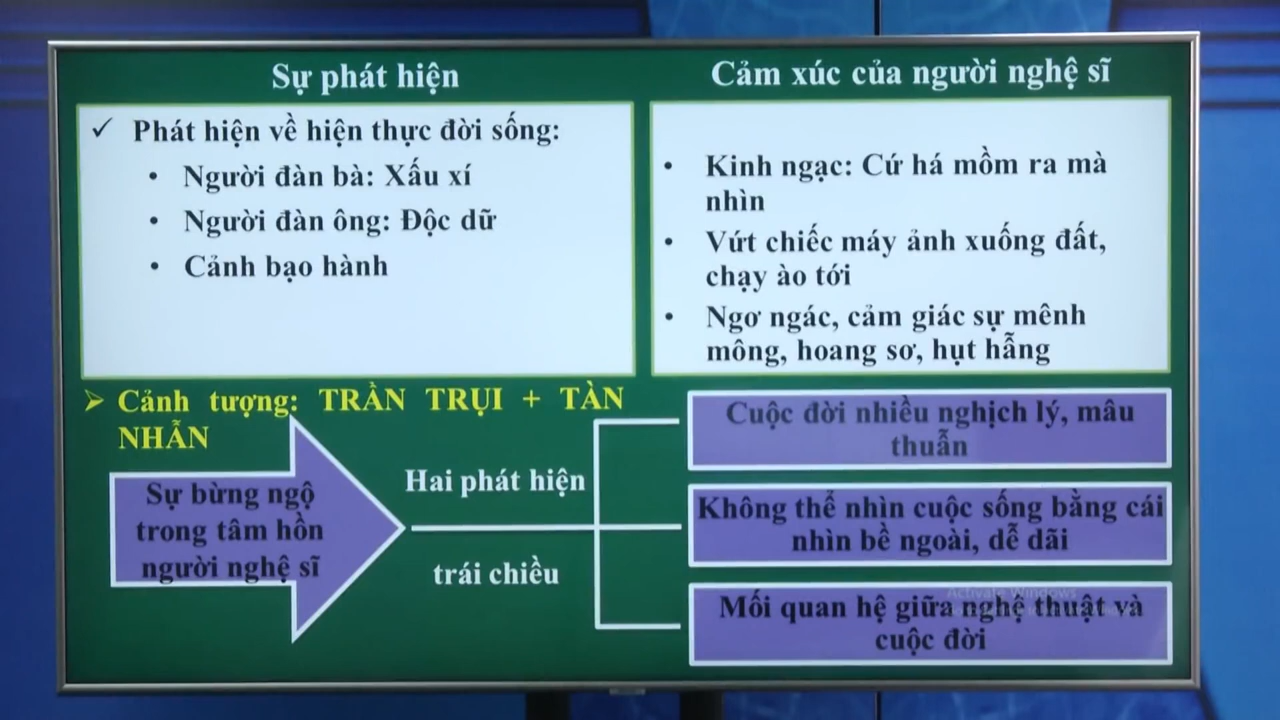 Sự phát hiện
Cảm xúc của người nghệ sĩ
✓ Phát hiện về hiện thực đời sống:
• Người đàn bà: Xấu xí
• Người đàn ông: Độc dữ
• Cảnh bạo hành
• Kinh ngạc: Cứ há mồm ra mà
nhìn
• Vứt chiếc máy ảnh xuống đất,
chạy ào tới
• Ngơ ngác, cảm giác sự mênh
mông, hoang sơ, hụt hẫng
➢ Cảnh tượng: TRẦN TRỤI + TÀN
NHẪN
Sự bừng ngộ
trong tâm hồn
người nghệ sĩ
Hai phát hiện
trái chiều
Cuộc đời nhiều nghịch lý, mâu
thuẫn
Không thể nhìn cuộc sống bằng cái
nhìn bề ngoài, dễ dãi
Mối quan hệ giữa nghệ thuật và
cuộc đời
Activate Windows